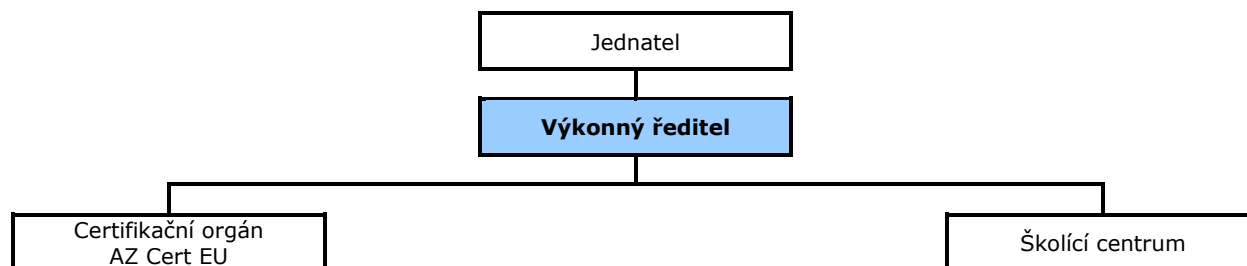 Jednatel
Výkonný ředitel
Certifikační orgán
AZ Cert EU
Školící centrum